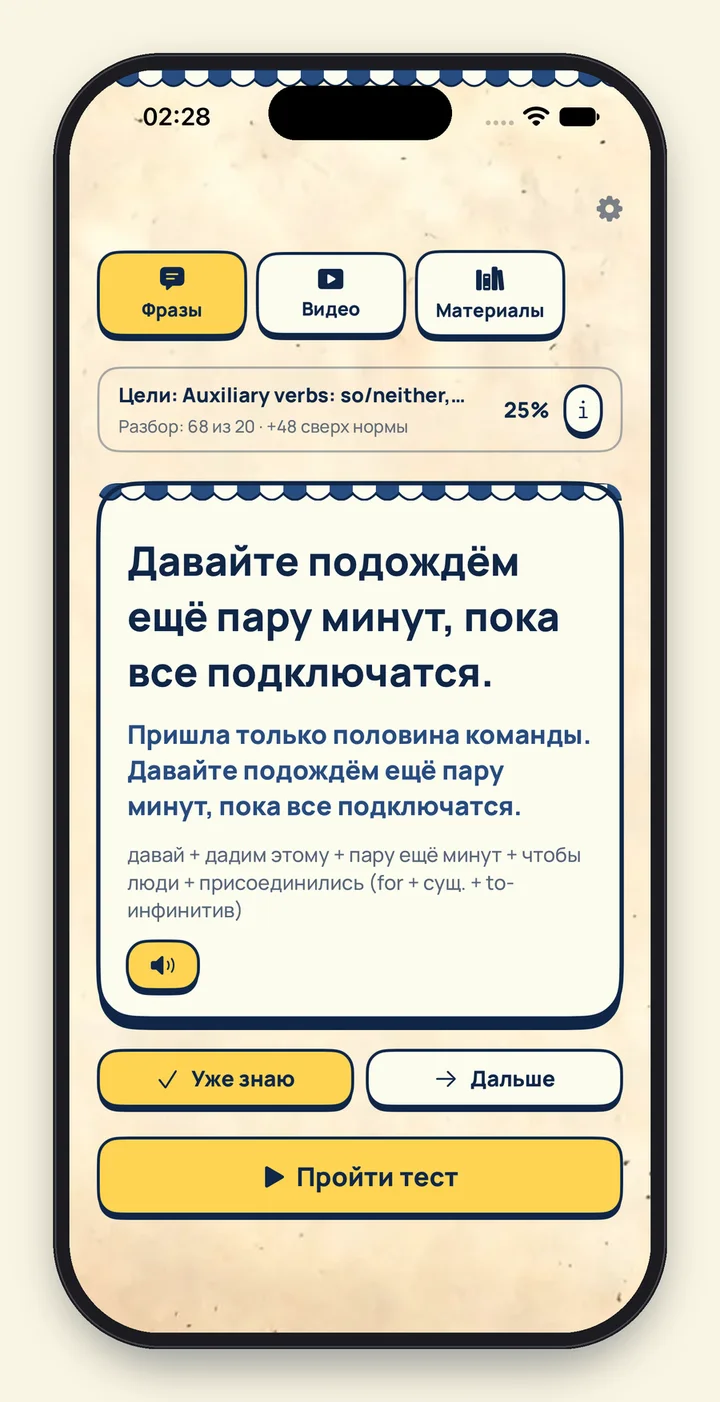 02:28
Фразы
Видео
Материалы
Цели: Auxiliary verbs: so/neither,...
25%
i
Разбор: 68 из 20 · +48 сверх нормы
Давайте подождём
ещё пару минут, пока
все подключатся.
Пришла только половина команды.
Давайте подождём ещё пару
минут, пока все подключатся.
давай + дадим этому + пару ещё минут + чтобы
люди + присоединились (for + сущ. + to-
инфинитив)
Уже знаю
Дальше
Пройти тест